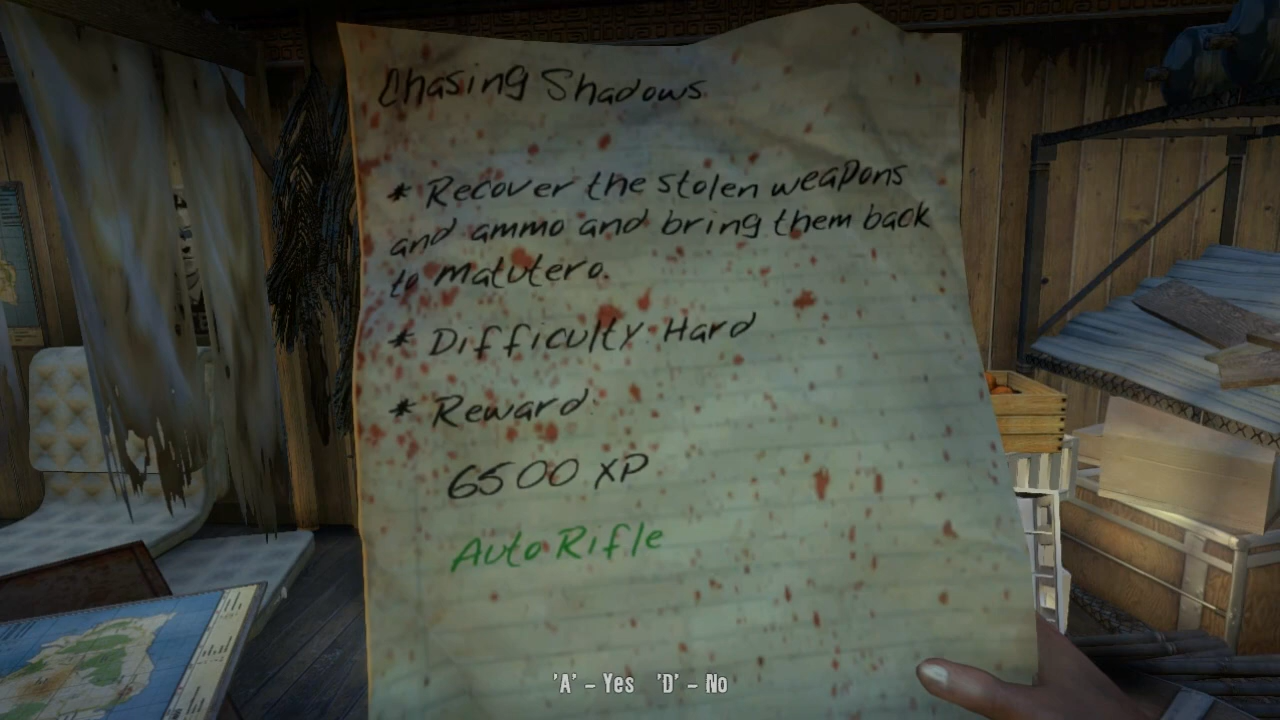 Chasing Shadows
* Recover the stolen weapons
and ammo and bring them back
to Matutero.
* Difficulty: Hard
* Reward:
6500 XP
Auto Rifle
'A' - Yes 'D' - No